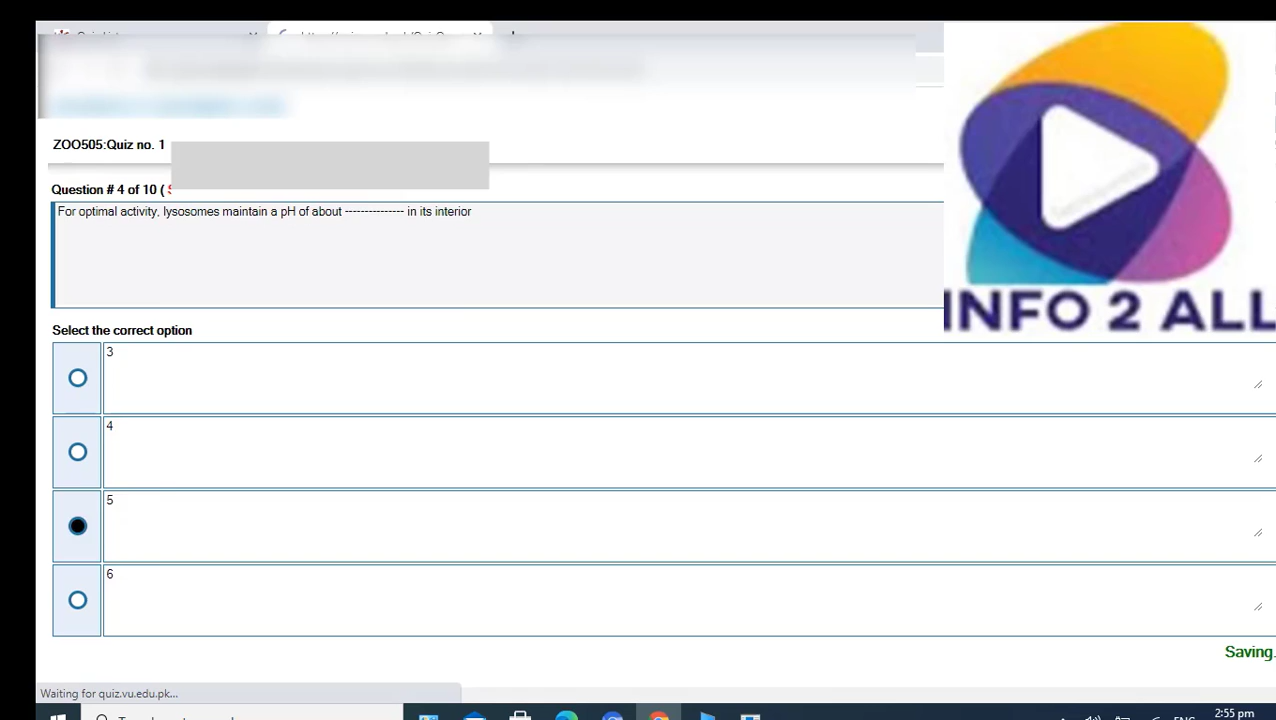 ZOO505:Quiz no. 1
Question # 4 of 10 (
For optimal activity, lysosomes maintain a pH of about --------------- in its interior
INFO 2 ALL
Select the correct option
3
4
5
6
Saving.
Waiting for quiz.vu.edu.pk...
2:55 pm